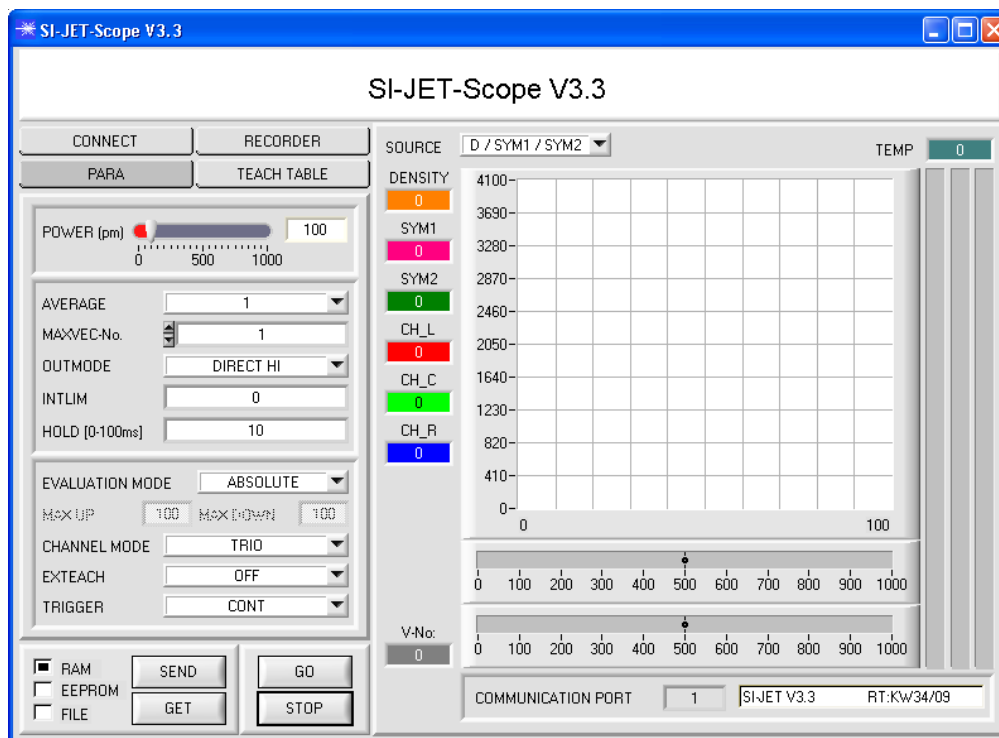 SI-JET-Scope V3.3
SI-JET-Scope V3.3
CONNECT
RECORDER
PARA
TEACH TABLE
POWER (pm)
100
0 500 1000
AVERAGE 1
MAXVEC-No. 1
OUTMODE DIRECT HI
INTLIM 0
HOLD [0-100ms] 10
EVALUATION MODE ABSOLUTE
MAX UP 100 MAX DOWN 100
CHANNEL MODE TRIO
EXTEACH OFF
TRIGGER CONT
RAM
EEPROM
FILE
SEND
GET
GO
STOP
SOURCE D / SYM1 / SYM2
TEMP 0
DENSITY
0
SYM1
0
SYM2
0
CH_L
0
CH_C
0
CH_R
0
4100
3690
3280
2870
2460
2050
1640
1230
820
410
0
0 100
0 100 200 300 400 500 600 700 800 900 1000
V-No:
0
0 100 200 300 400 500 600 700 800 900 1000
COMMUNICATION PORT 1
SI-JET V3.3 RT:KW34/09